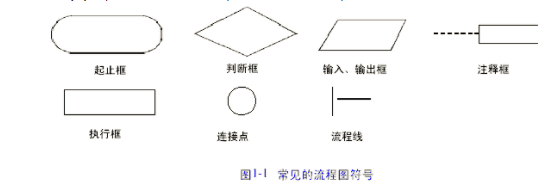 起止框 判断框 输入、输出框 注释框
执行框 连接点 流程线
图1-1 常见的流程图符号